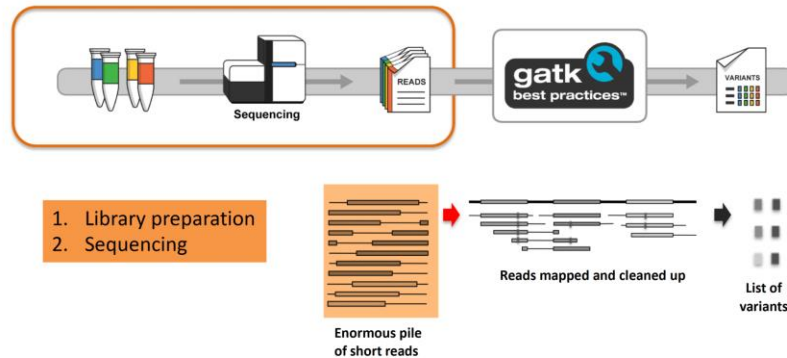 READS
VARIANTS
gatk
best practices™
Sequencing
1. Library preparation
2. Sequencing
Enormous pile
of short reads
Reads mapped and cleaned up
List of
variants